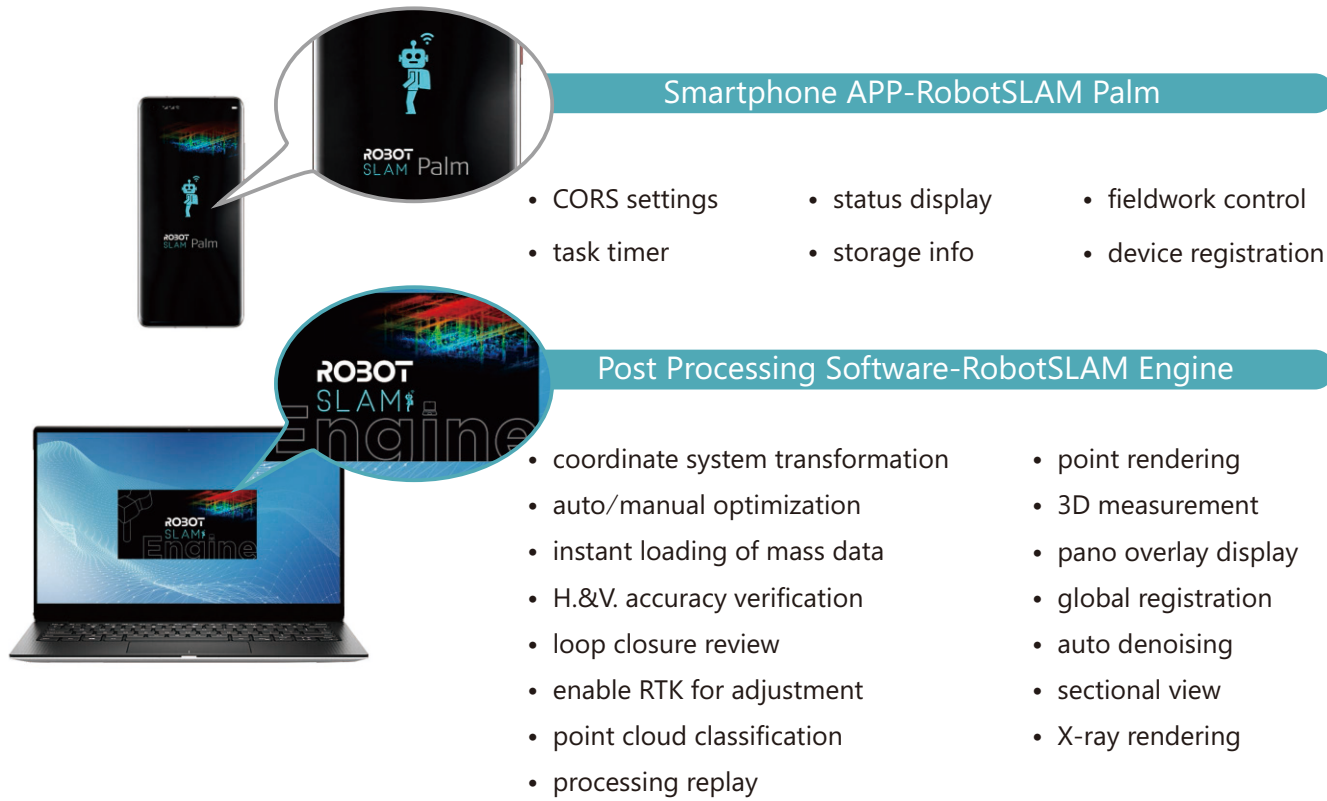 ROBOT
SLAM Palm
Smartphone APP-RobotSLAM Palm
ROBOT
SLAM Palm
• CORS settings
• status display
• fieldwork control
• task timer
• storage info
• device registration
ROBOT
SLAM
Engine
Post Processing Software-RobotSLAM Engine
ROBOT
SLAM
Engine
• coordinate system transformation
• auto/manual optimization
• instant loading of mass data
• H.&V. accuracy verification
• loop closure review
• enable RTK for adjustment
• point cloud classification
• processing replay
• point rendering
• 3D measurement
• pano overlay display
• global registration
• auto denoising
• sectional view
• X-ray rendering